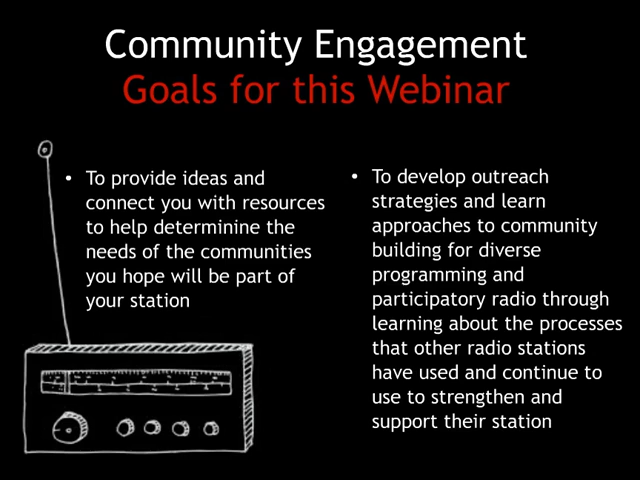 Community Engagement
Goals for this Webinar
• To provide ideas and
connect you with resources
to help determinine the
needs of the communities
you hope will be part of
your station
• To develop outreach
strategies and learn
approaches to community
building for diverse
programming and
participatory radio through
learning about the processes
that other radio stations
have used and continue to
use to strengthen and
support their station